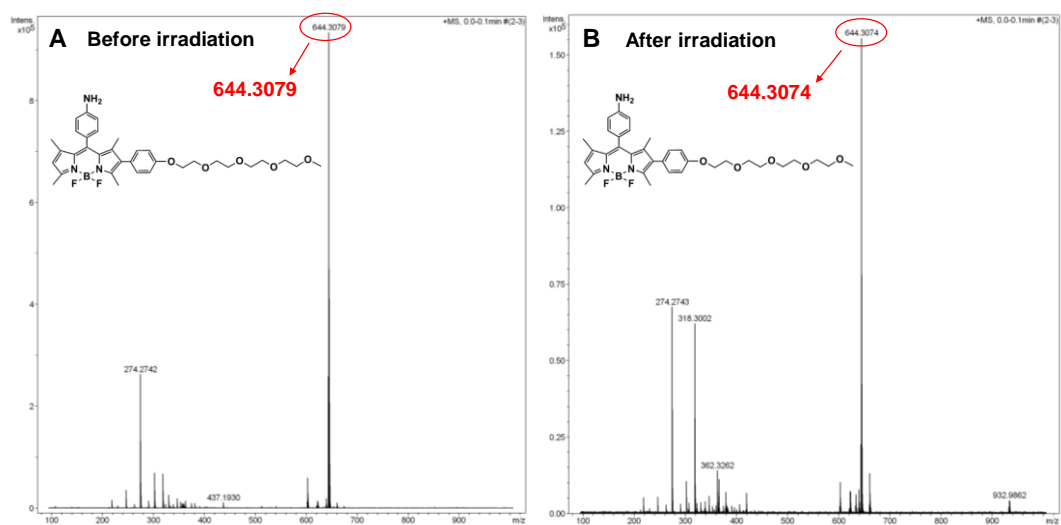 Intens.
x10⁵
+MS, 0.0-0.1min #(2-3)
A Before irradiation
644.3079
644.3079
8
6
4
2
0
NH₂
N N
B
F F
O O O O O
274.2742
437.1930
100 200 300 400 500 600 700 800 900 m/z
Intens.
x10⁵
+MS, 0.0-0.1min #(2-3)
B After irradiation
644.3074
644.3074
1.50
1.25
1.00
0.75
0.50
0.25
0.00
NH₂
N N
B
F F
O O O O O
274.2743
318.3002
362.3262
932.9862
100 200 300 400 500 600 700 800 900 m/z